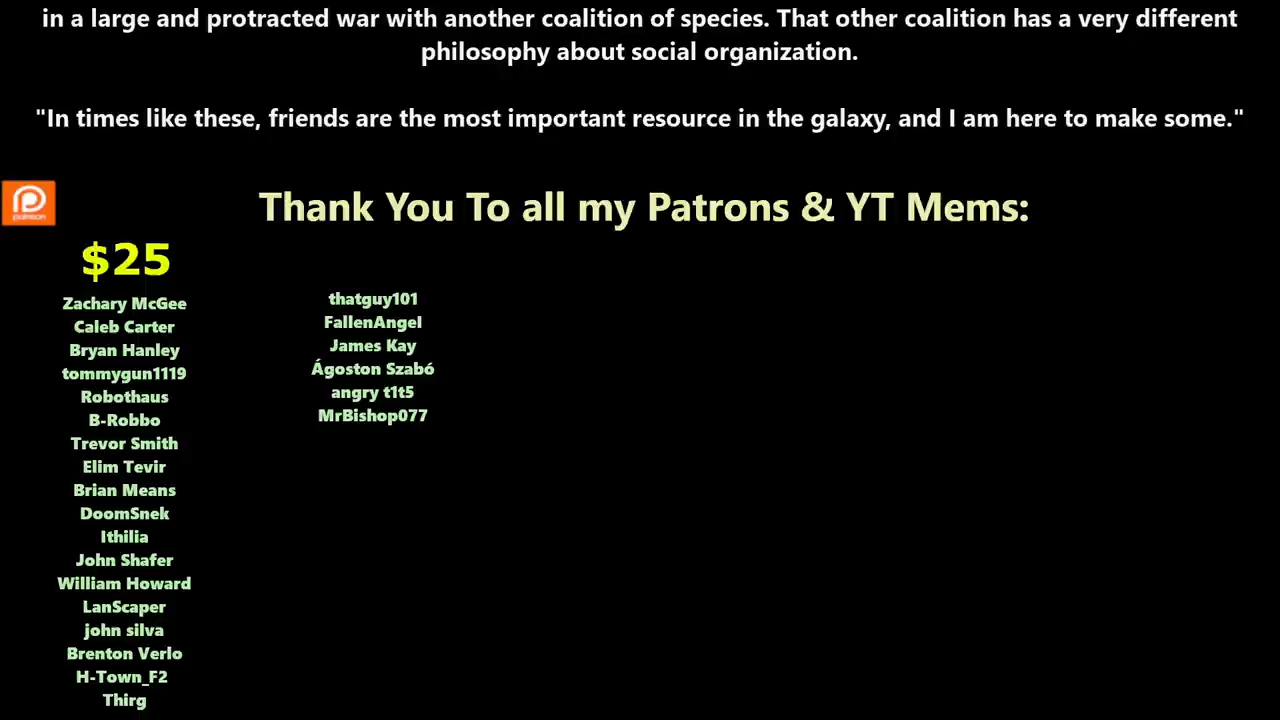 in a large and protracted war with another coalition of species. That other coalition has a very different
philosophy about social organization.
"In times like these, friends are the most important resource in the galaxy, and I am here to make some."
patreon
Thank You To all my Patrons & YT Mems:
$25
Zachary McGee
Caleb Carter
Bryan Hanley
tommygun1119
Robothaus
B-Robbo
Trevor Smith
Elim Tevir
Brian Means
DoomSnek
Ithilia
John Shafer
William Howard
LanScaper
john silva
Brenton Verlo
H-Town_F2
Thirg
thatguy101
FallenAngel
James Kay
Ágoston Szabó
angry t1t5
MrBishop077